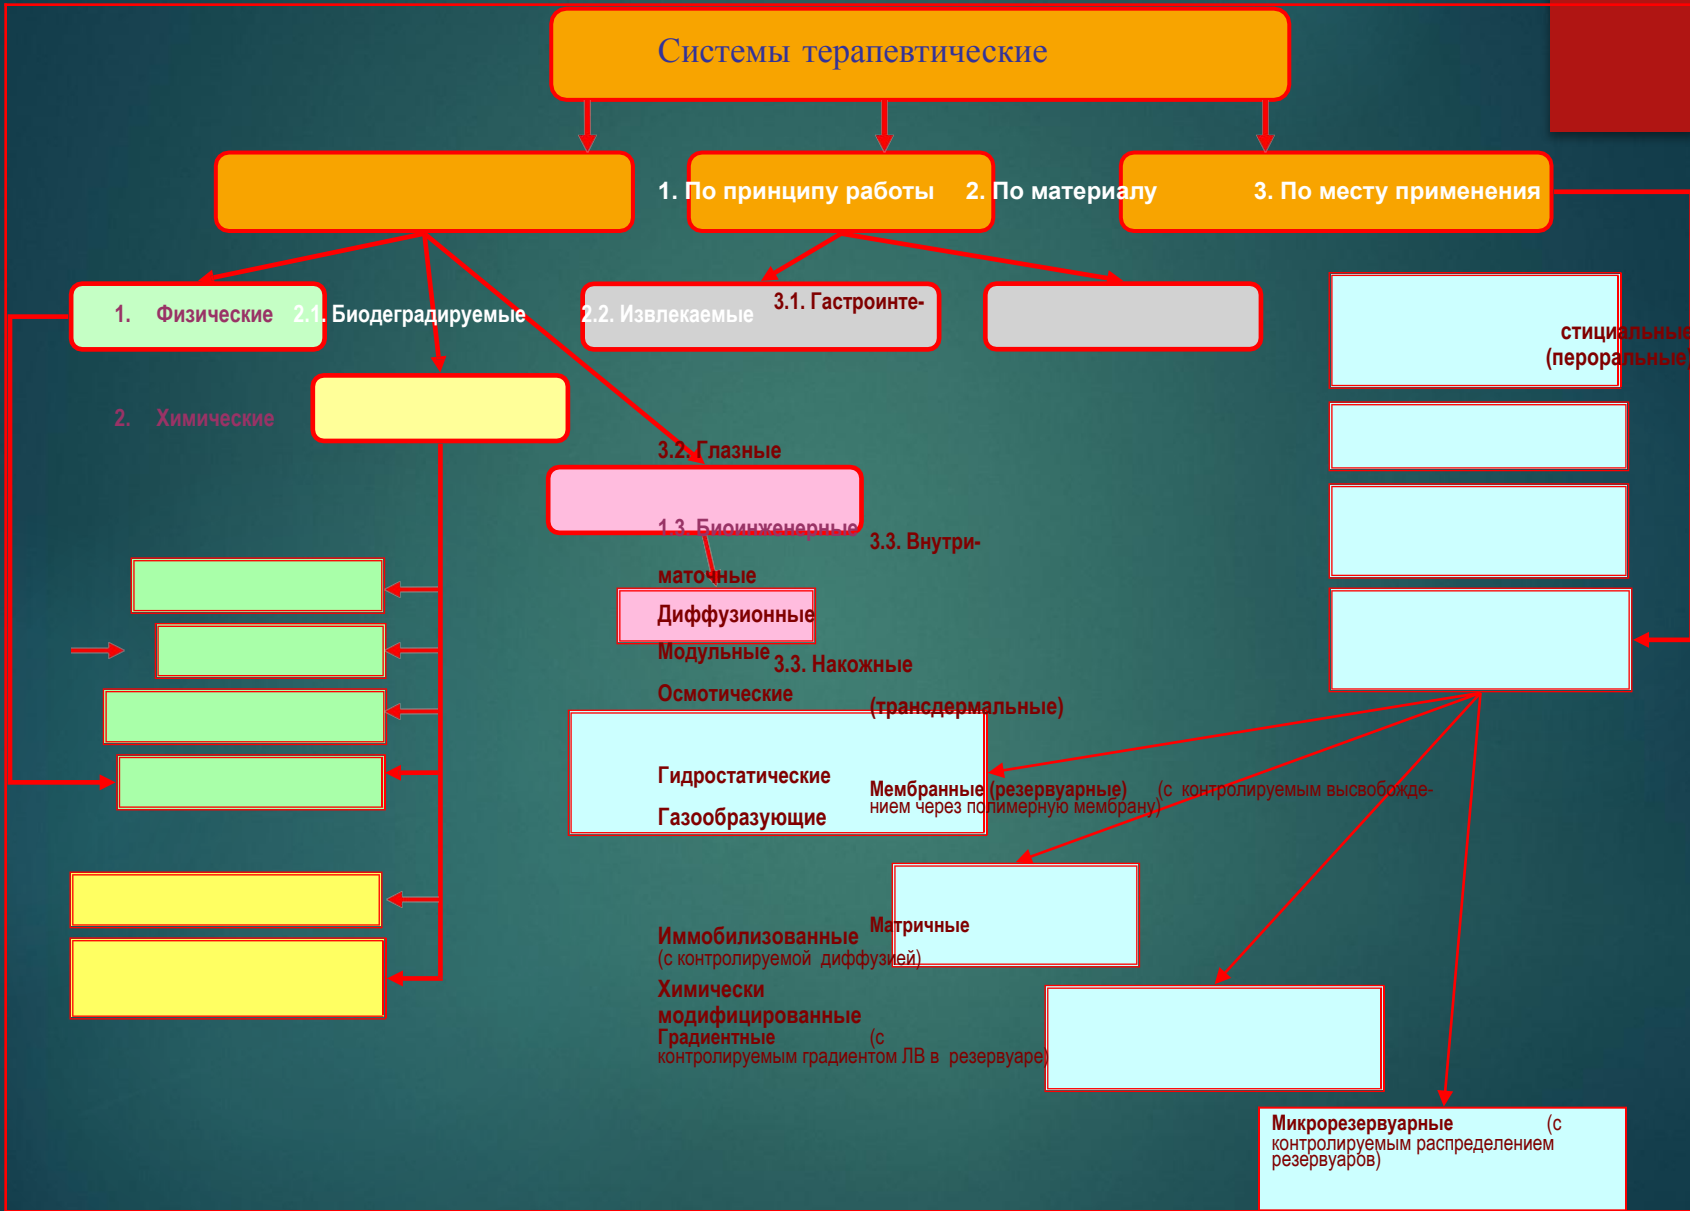 Системы терапевтические
1. По принципу работы 2. По материалу 3. По месту применения
1. Физические 2.1. Биодеградируемые 2.2. Извлекаемые 3.1. Гастроинте-
стициальные
(пероральные)
2. Химические
3.2. Глазные
1.3. Биоинженерные 3.3. Внутри-
маточные
Диффузионные
Модульные 3.3. Накожные
Осмотические (трансдермальные)
Гидростатические Мембранные (резервуарные) (с контролируемым высвобожде-
нием через полимерную мембрану)
Газообразующие
Иммобилизованные Матричные
(с контролируемой диффузией)
Химически
модифицированные
Градиентные (с
контролируемым градиентом ЛВ в резервуаре)
Микрорезервуарные (с
контролируемым распределением
резервуаров)